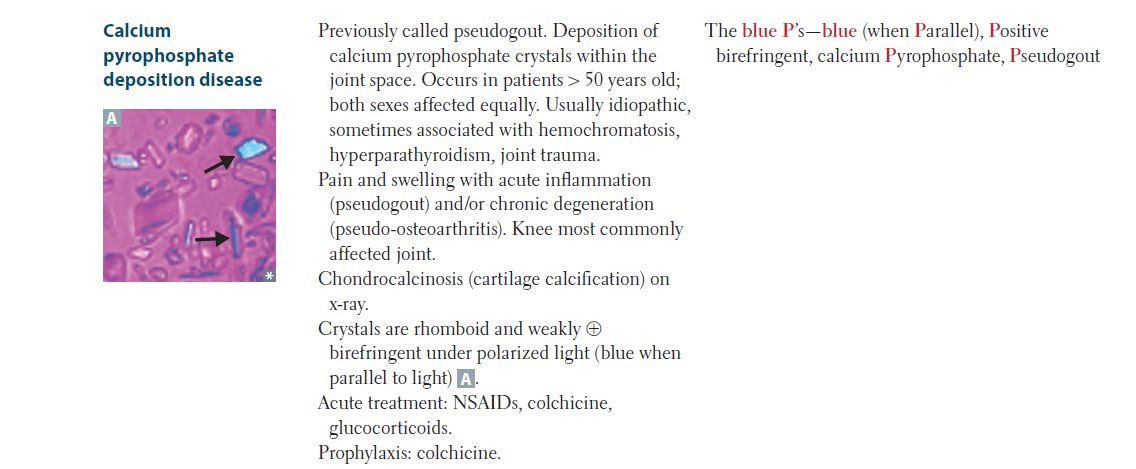 Calcium
pyrophosphate
deposition disease
A
*
Previously called pseudogout. Deposition of
calcium pyrophosphate crystals within the
joint space. Occurs in patients > 50 years old;
both sexes affected equally. Usually idiopathic,
sometimes associated with hemochromatosis,
hyperparathyroidism, joint trauma.
Pain and swelling with acute inflammation
(pseudogout) and/or chronic degeneration
(pseudo-osteoarthritis). Knee most commonly
affected joint.
Chondrocalcinosis (cartilage calcification) on
x-ray.
Crystals are rhomboid and weakly ⊕
birefringent under polarized light (blue when
parallel to light) A.
Acute treatment: NSAIDs, colchicine,
glucocorticoids.
Prophylaxis: colchicine.
The blue P's—blue (when Parallel), Positive
birefringent, calcium Pyrophosphate, Pseudogout